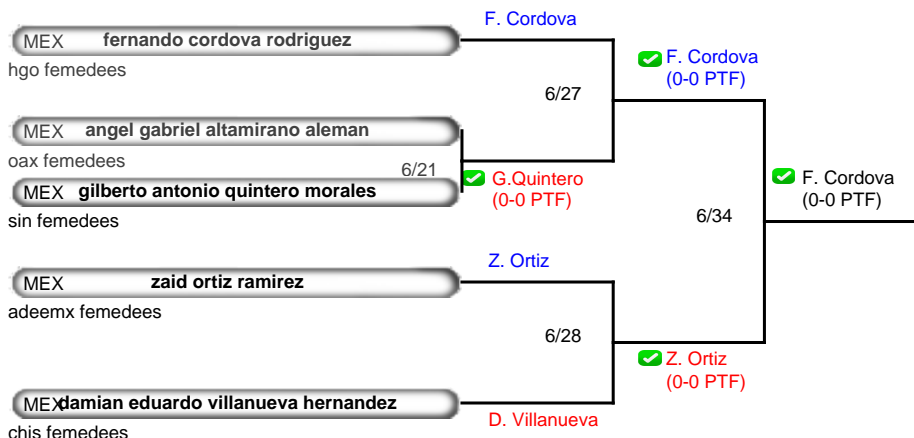 F. Cordova
MEX fernando cordova rodriguez
hgo femedees
F. Cordova
(0-0 PTF)
6/27
MEX angel gabriel altamirano aleman
oax femedees
6/21
G.Quintero
(0-0 PTF)
MEX gilberto antonio quintero morales
sin femedees
F. Cordova
(0-0 PTF)
6/34
Z. Ortiz
MEX zaid ortiz ramirez
adeemx femedees
6/28
Z. Ortiz
(0-0 PTF)
MEX damian eduardo villanueva hernandez
D. Villanueva
chis femedees